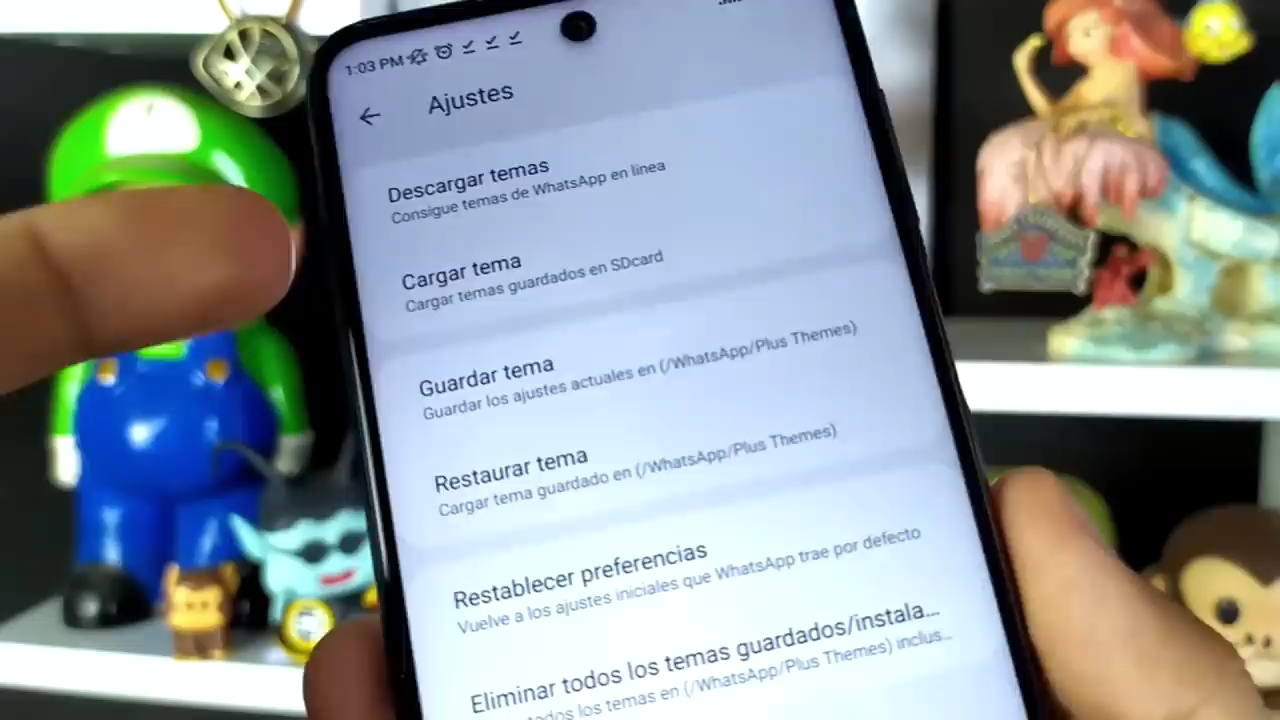 1:03 PM
Ajustes
Descargar temas
Consigue temas de WhatsApp en línea
Cargar tema
Cargar temas guardados en SDcard
Guardar tema
Guardar los ajustes actuales en (/WhatsApp/Plus Themes)
Restaurar tema
Cargar tema guardado en (/WhatsApp/Plus Themes)
Restablecer preferencias
Vuelve a los ajustes iniciales que WhatsApp trae por defecto
Eliminar todos los temas guardados/instala...
los temas en (/WhatsApp/Plus Themes) inclus...